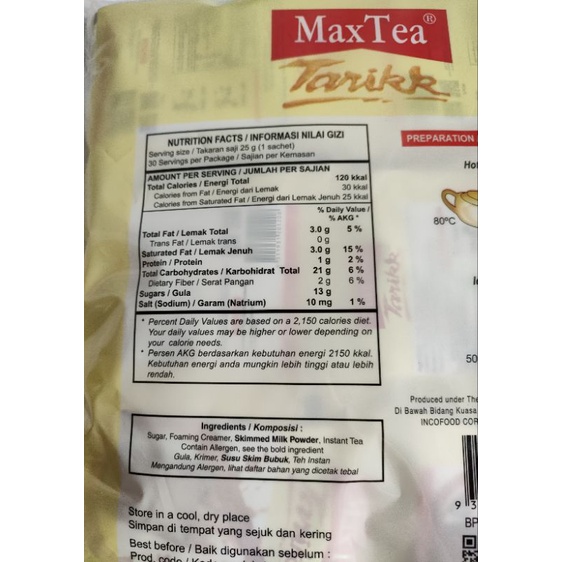 MaxTea®
Tarikk
NUTRITION FACTS / INFORMASI NILAI GIZI
Serving size / Takaran saji 25 g (1 sachet)
30 Servings per Package / Sajian per Kemasan
AMOUNT PER SERVING / JUMLAH PER SAJIAN
Total Calories / Energi Total 120 kkal
Calories from Fat / Energi dari Lemak 30 kkal
Calories from Saturated Fat / Energi dari Lemak Jenuh 25 kkal
% Daily Value /
% AKG *
Total Fat / Lemak Total 3.0 g 5 %
Trans Fat / Lemak trans 0 g
Saturated Fat / Lemak Jenuh 3.0 g 15 %
Protein / Protein 1 g 2 %
Total Carbohydrates / Karbohidrat Total 21 g 6 %
Dietary Fiber / Serat Pangan 2 g 6 %
Sugars / Gula 13 g
Salt (Sodium) / Garam (Natrium) 10 mg 1 %
* Percent Daily Values are based on a 2,150 calories diet.
Your daily values may be higher or lower depending on
your calorie needs.
* Persen AKG berdasarkan kebutuhan energi 2150 kkal.
Kebutuhan energi anda mungkin lebih tinggi atau lebih
rendah.
Ingredients / Komposisi :
Sugar, Foaming Creamer, Skimmed Milk Powder, Instant Tea
Contain Allergen, see the bold ingredient
Gula, Krimer, Susu Skim Bubuk, Teh Instan
Mengandung Alergen, lihat daftar bahan yang dicetak tebal
Store in a cool, dry place
Simpan di tempat yang sejuk dan kering
Best before / Baik digunakan sebelum :
Prod. code /
PREPARATION
80°C
Tarikk
50
Produced under The
Di Bawah Bidang Kuasa
INCOFOOD COR
9 3
BP